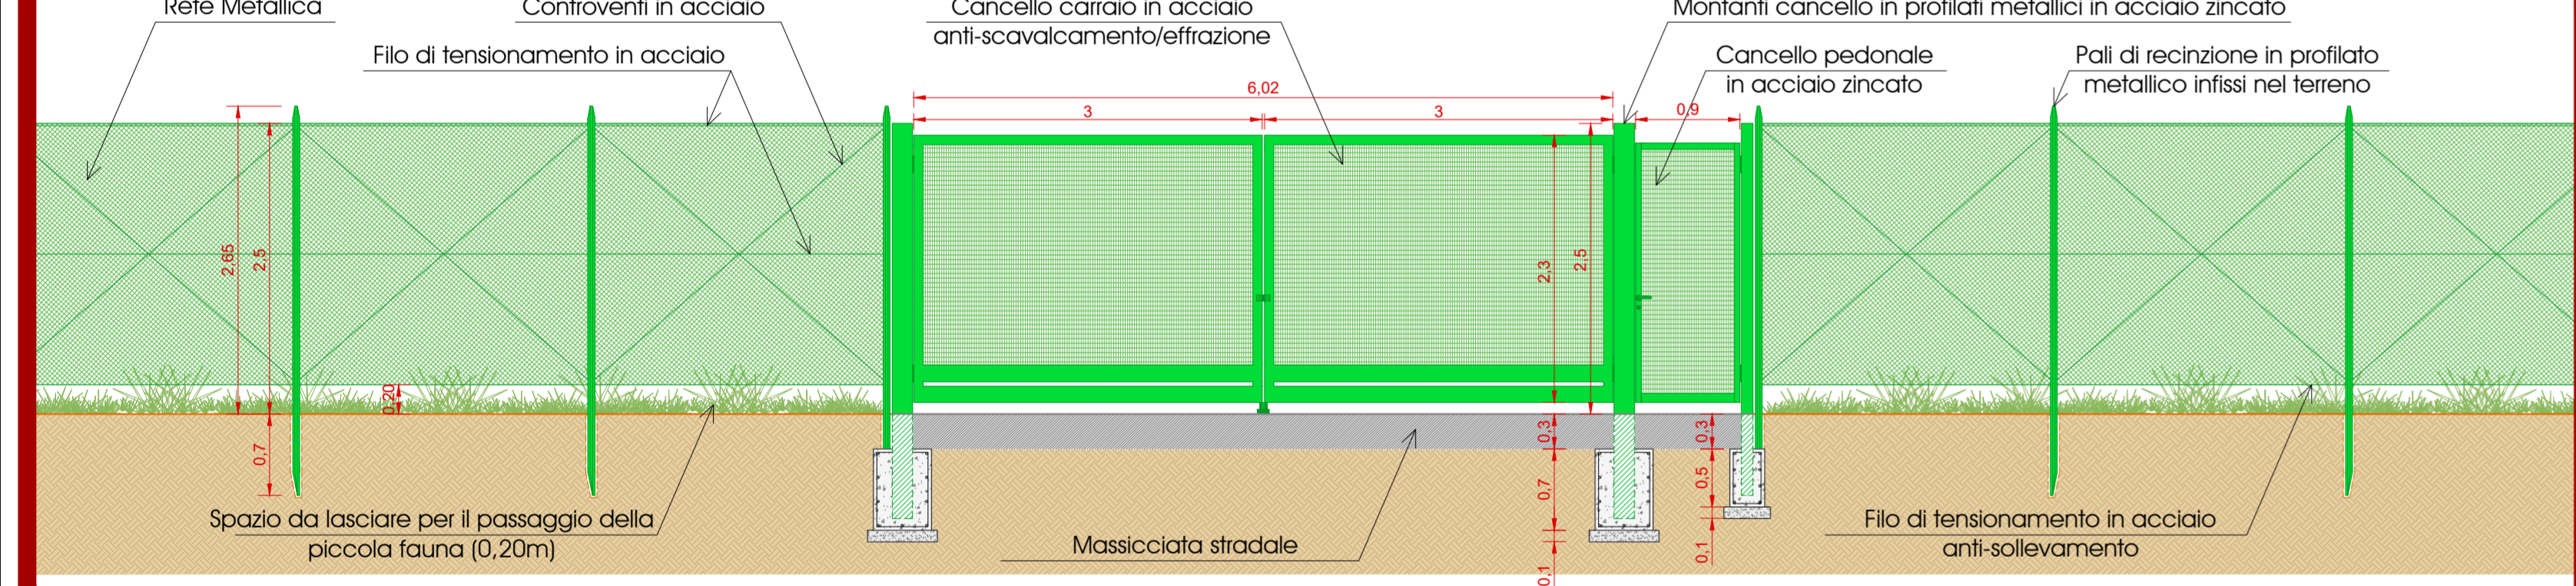 Rete Metallica
Controventi in acciaio
Cancello carraio in acciaio
anti-scavalcamento/effrazione
Montanti cancello in profilati metallici in acciaio zincato
Filo di tensionamento in acciaio
Cancello pedonale
in acciaio zincato
Pali di recinzione in profilato
metallico infissi nel terreno
6,02
3
3
0,9
2,65
2,5
2,3
2,5
0,20
0,7
0,3
0,3
0,7
0,5
0,1
0,1
Spazio da lasciare per il passaggio della
piccola fauna (0,20m)
Massicciata stradale
Filo di tensionamento in acciaio
anti-sollevamento